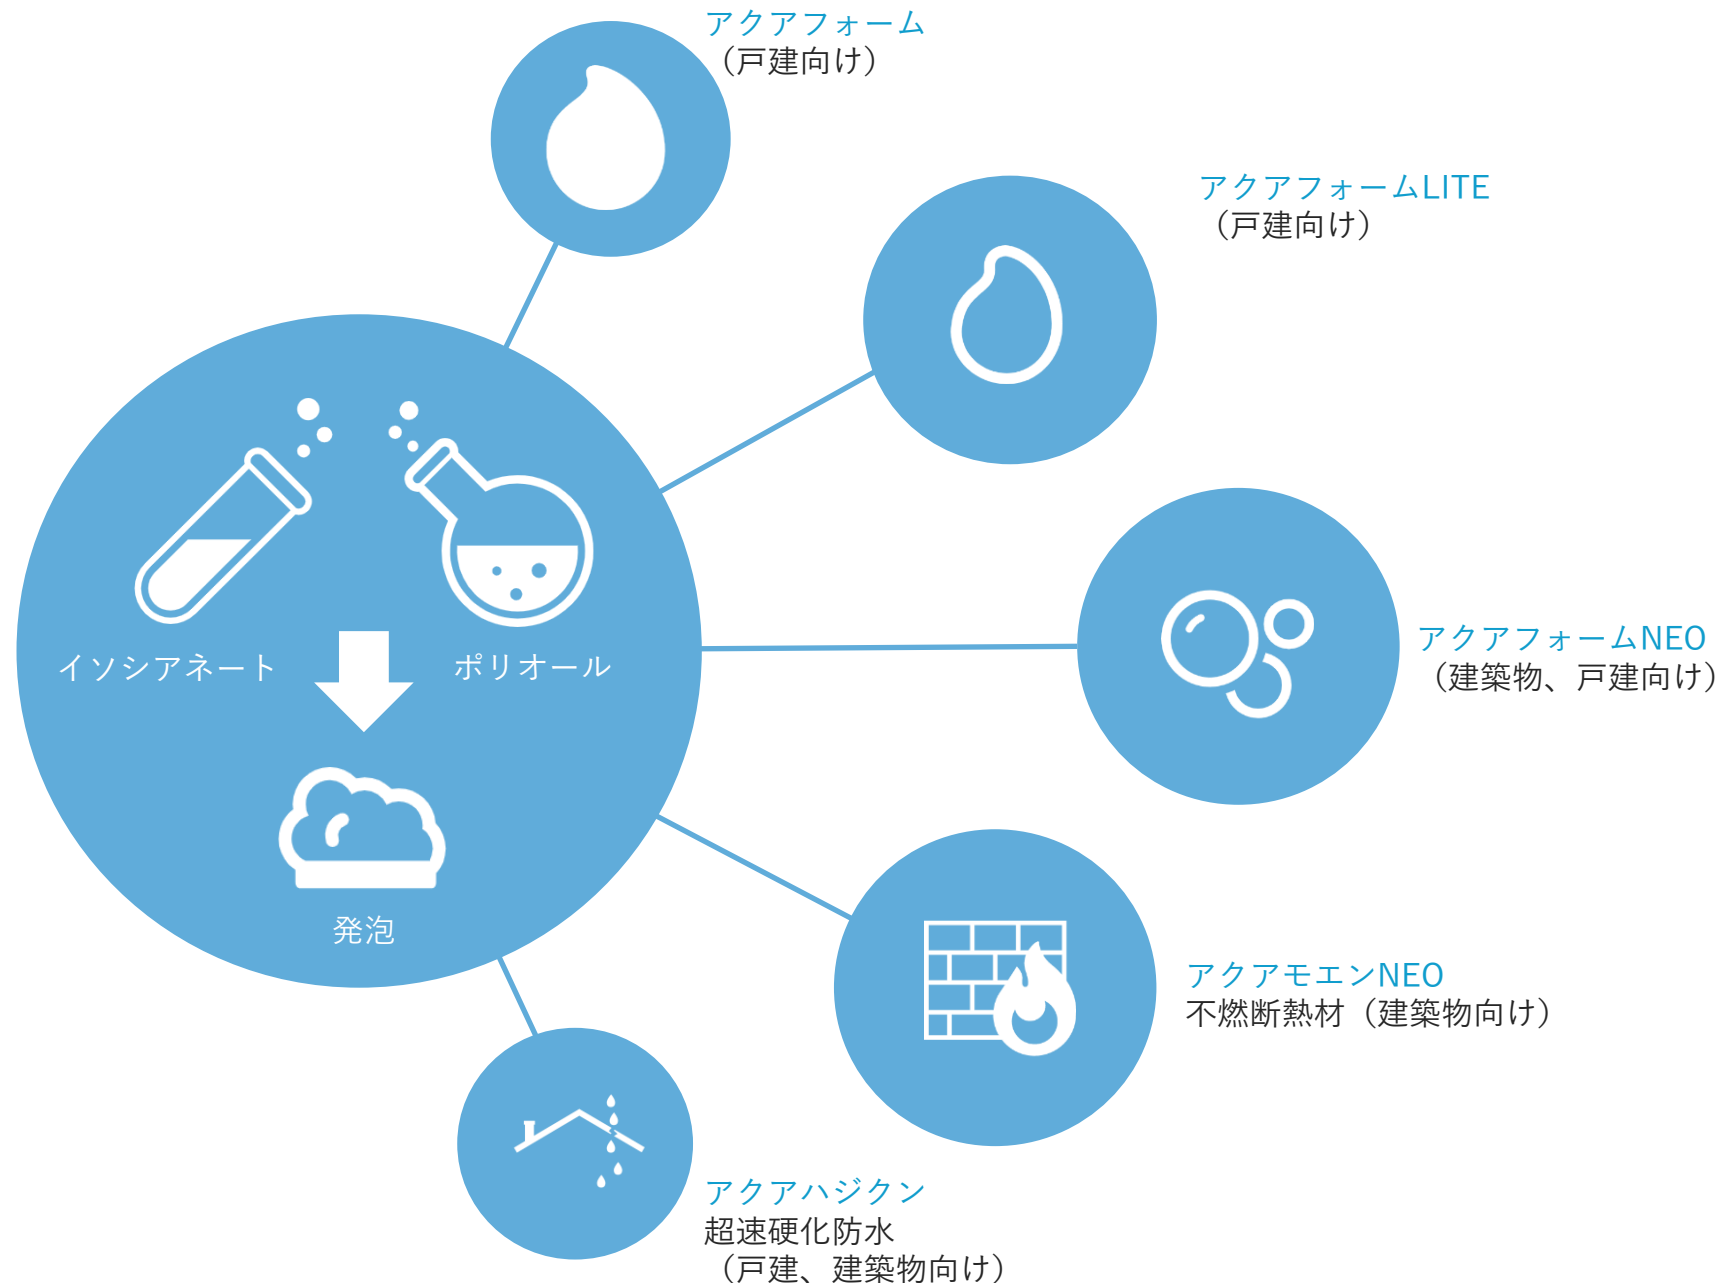 アクアフォーム
（戸建向け）
アクアフォームLITE
（戸建向け）
イソシアネート
ポリオール
発泡
アクアフォームNEO
（建築物、戸建向け）
アクアモエンNEO
不燃断熱材（建築物向け）
アクアハジクン
超速硬化防水
（戸建、建築物向け）